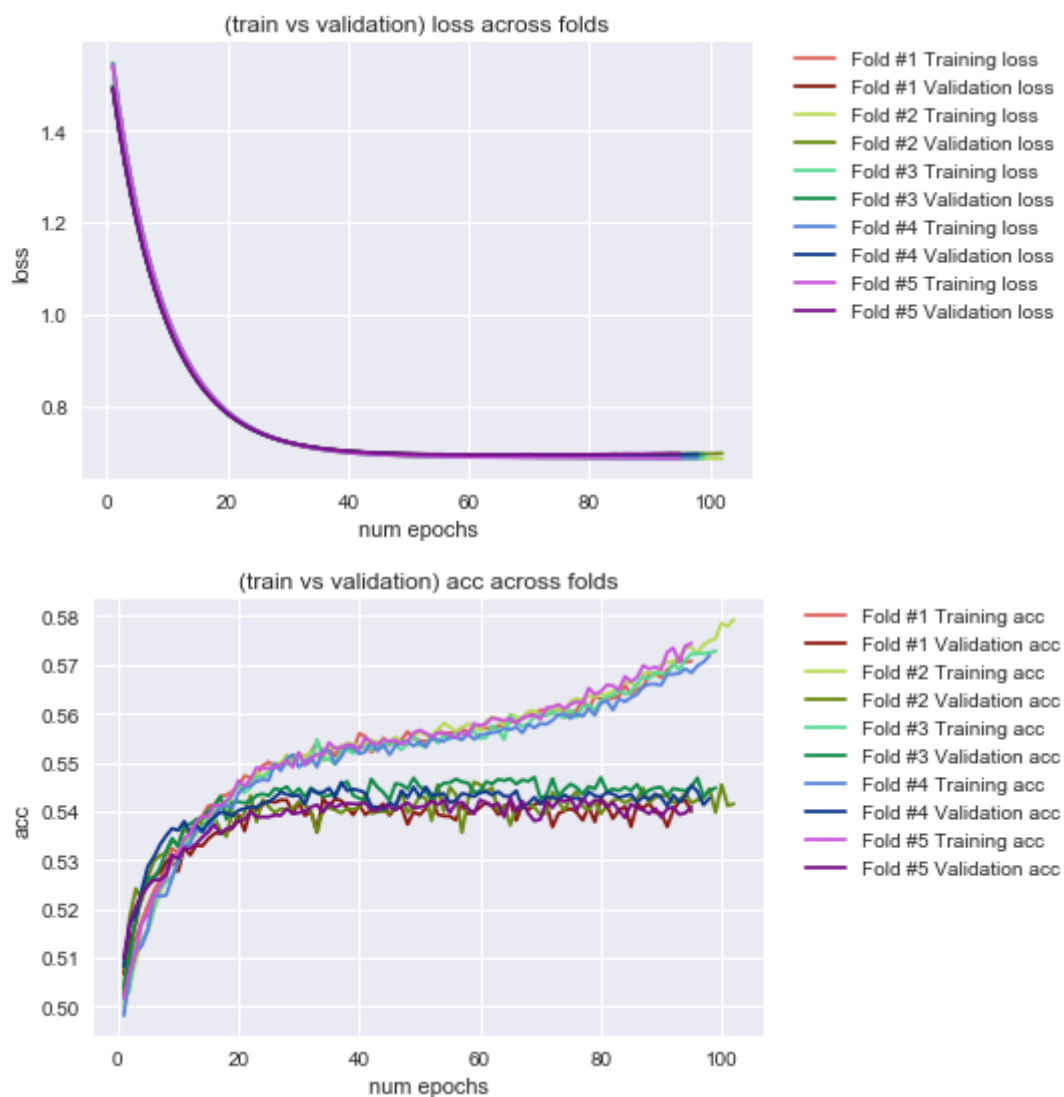 (train vs validation) loss across folds
Fold #1 Training loss
Fold #1 Validation loss
Fold #2 Training loss
Fold #2 Validation loss
Fold #3 Training loss
Fold #3 Validation loss
Fold #4 Training loss
Fold #4 Validation loss
Fold #5 Training loss
Fold #5 Validation loss
1.4
1.2
1.0
0.8
loss
0 20 40 60 80 100
num epochs
(train vs validation) acc across folds
Fold #1 Training acc
Fold #1 Validation acc
Fold #2 Training acc
Fold #2 Validation acc
Fold #3 Training acc
Fold #3 Validation acc
Fold #4 Training acc
Fold #4 Validation acc
Fold #5 Training acc
Fold #5 Validation acc
0.58
0.57
0.56
0.55
0.54
0.53
0.52
0.51
0.50
acc
0 20 40 60 80 100
num epochs